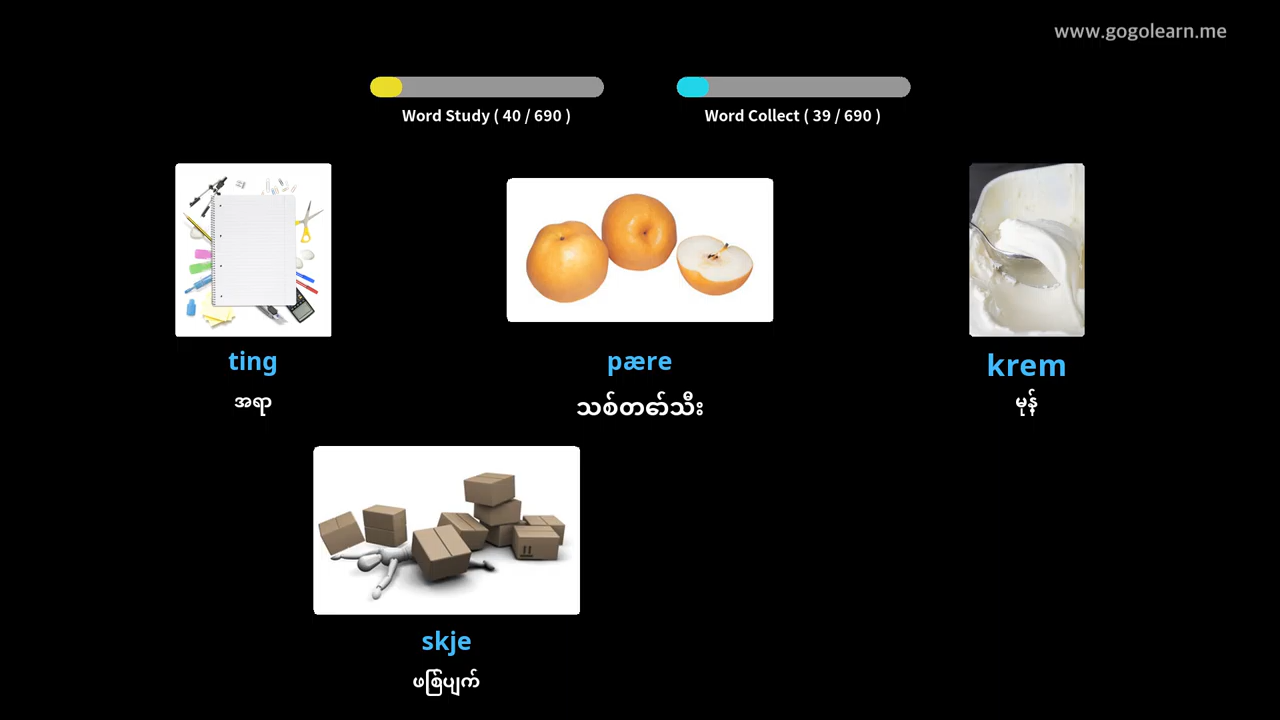 www.gogolearn.me
Word Study ( 40 / 690 )
Word Collect ( 39 / 690 )
ting
pære
krem
အရာ
သစ်တော်သီး
မုန့်
skje
ဖြစ်ပျက်